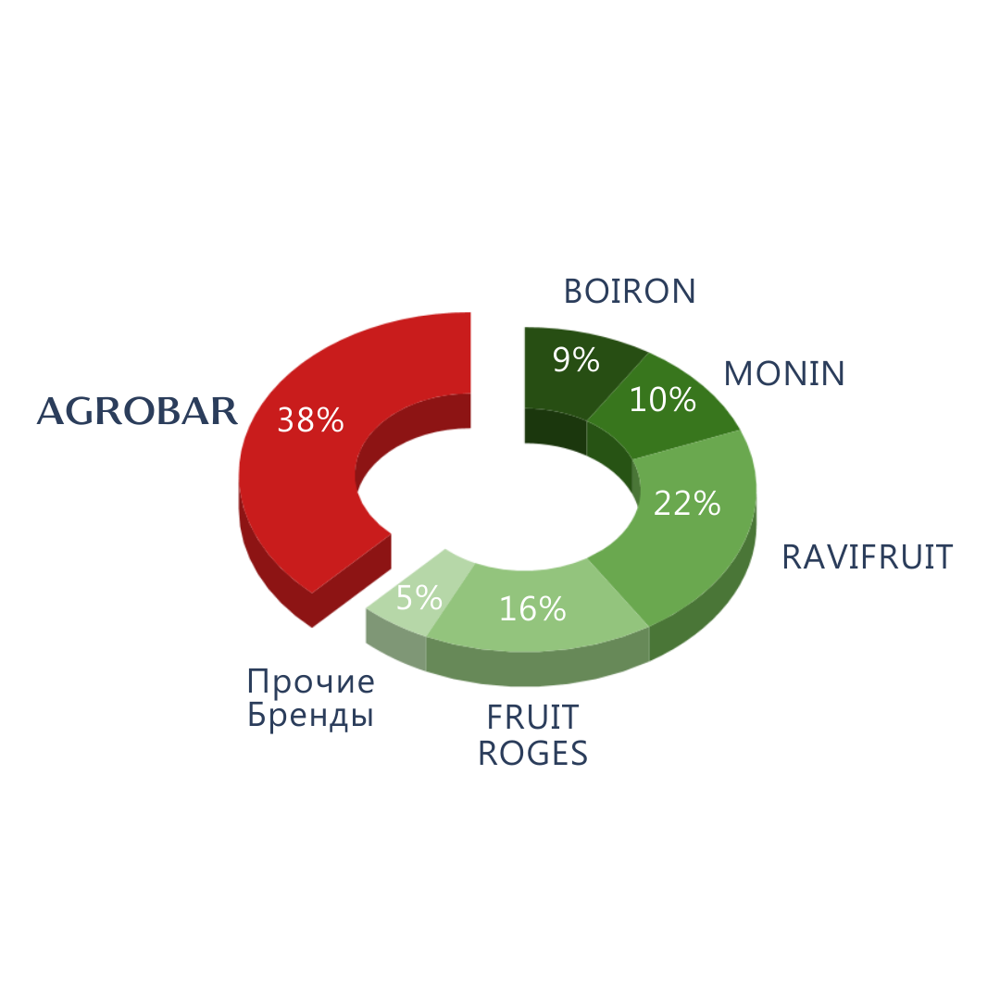 BOIRON
9%
MONIN
10%
AGROBAR
38%
22%
RAVIFRUIT
5%
16%
Прочие
Бренды
FRUIT
ROGES